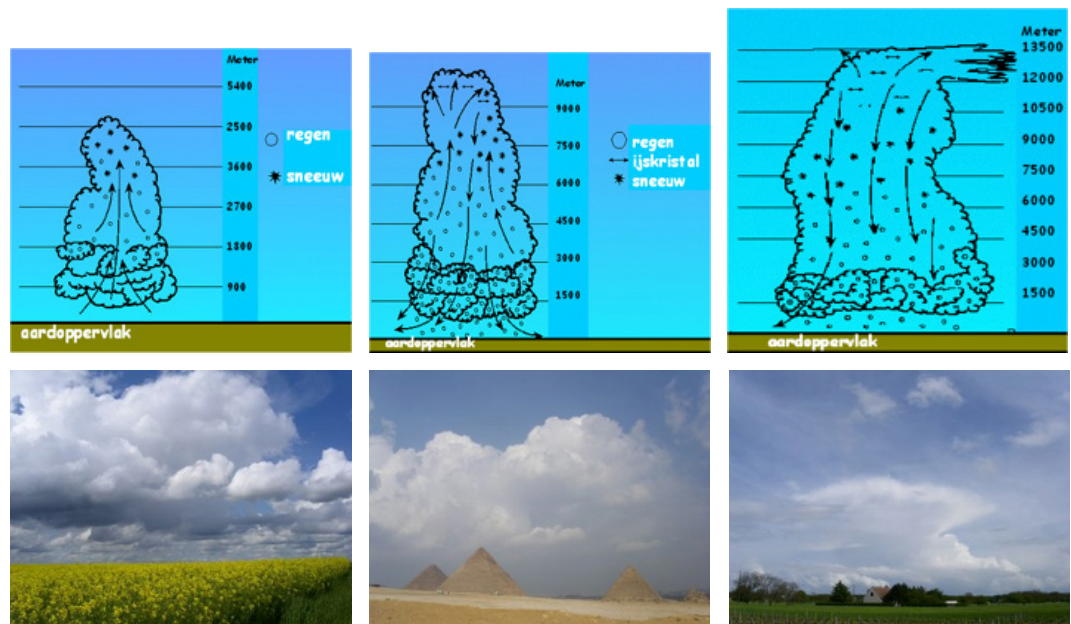 Meter
5400
2500
3600
2700
1800
900
regen
sneeuw
aardoppervlak
Meter
9000
7500
6000
4500
3000
1500
regen
ijskristal
sneeuw
aardoppervlak
Meter
13500
12000
10500
9000
7500
6000
4500
3000
1500
aardoppervlak